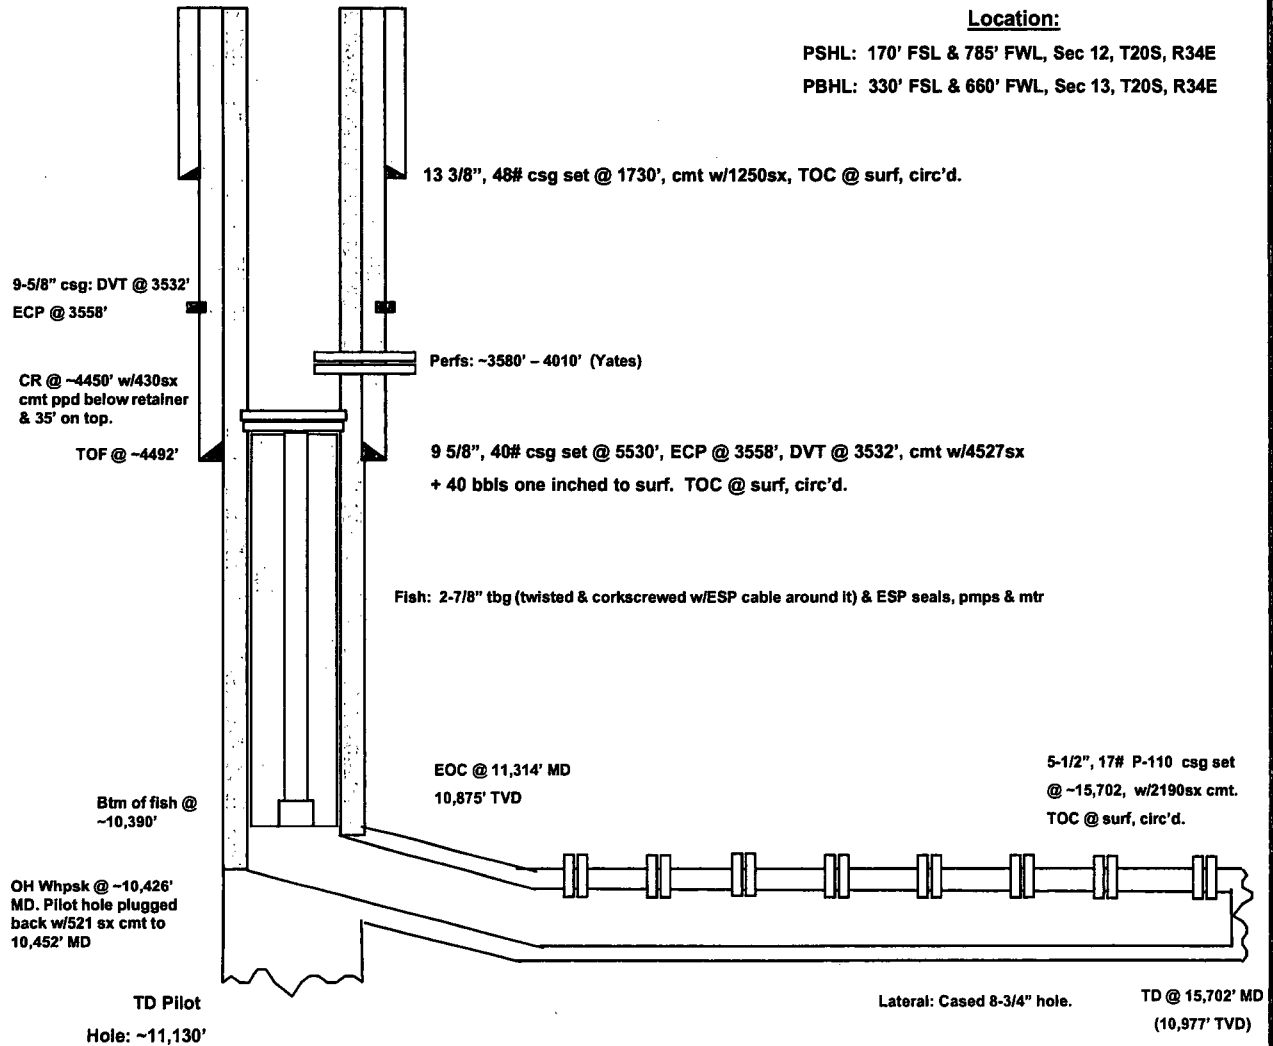 Location:
PSHL: 170' FSL & 785' FWL, Sec 12, T20S, R34E
PBHL: 330' FSL & 660' FWL, Sec 13, T20S, R34E
13 3/8", 48# csg set @ 1730', cmt w/1250sx, TOC @ surf, circ'd.
9-5/8" csg: DVT @ 3532'
ECP @ 3558'
Perfs: ~3580' – 4010' (Yates)
CR @ ~4450' w/430sx
cmt ppd below retainer
& 35' on top.
TOF @ ~4492'
9 5/8", 40# csg set @ 5530', ECP @ 3558', DVT @ 3532', cmt w/4527sx
+ 40 bbls one inched to surf. TOC @ surf, circ'd.
Fish: 2-7/8" tbg (twisted & corkscrewed w/ESP cable around it) & ESP seals, pmps & mtr
EOC @ 11,314' MD
10,875' TVD
5-1/2", 17# P-110 csg set
@ ~15,702, w/2190sx cmt.
TOC @ surf, circ'd.
Btm of fish @
~10,390'
OH Whpsk @ ~10,426'
MD. Pilot hole plugged
back w/521 sx cmt to
10,452' MD
TD Pilot
Hole: ~11,130'
Lateral: Cased 8-3/4" hole.
TD @ 15,702' MD
(10,977' TVD)